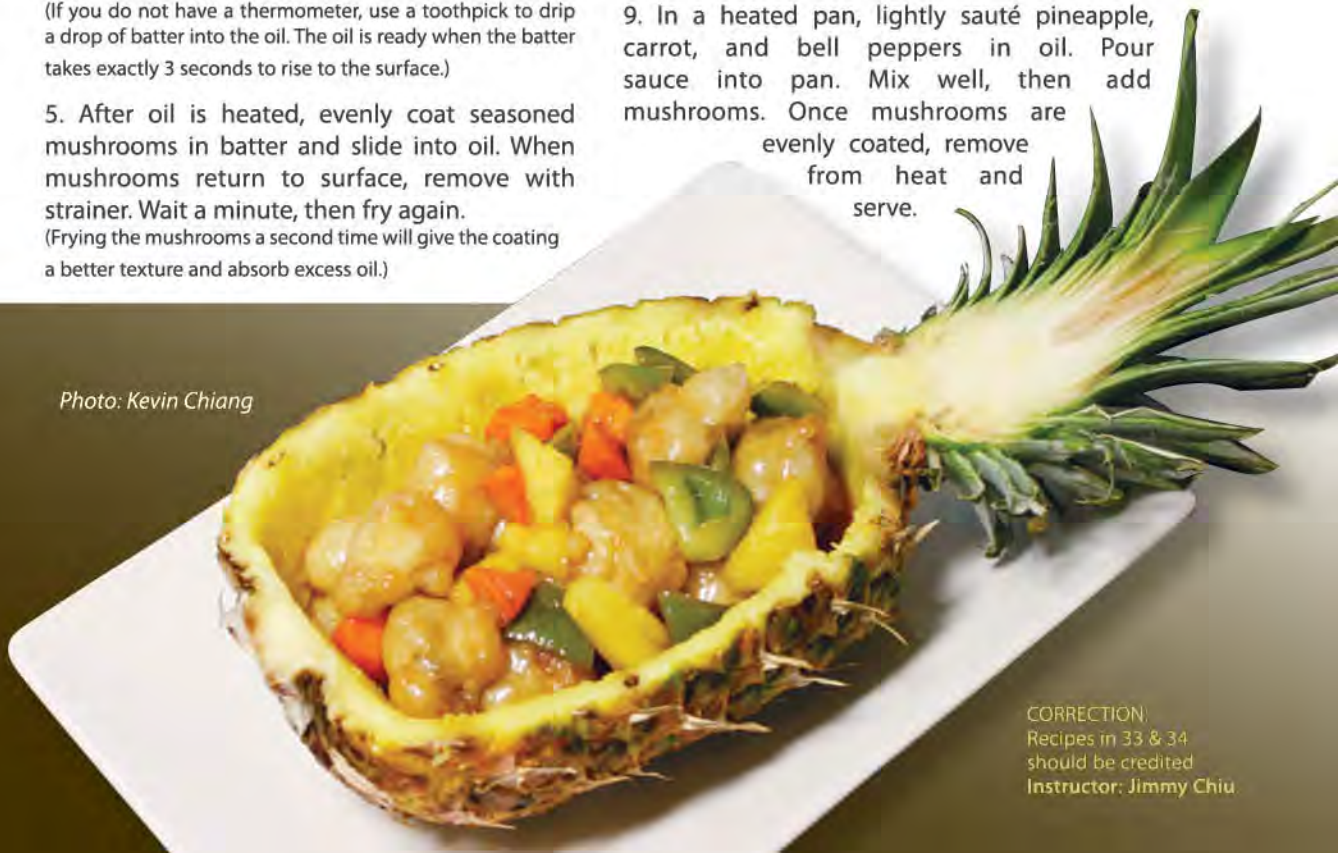 (If you do not have a thermometer, use a toothpick to drip
a drop of batter into the oil. The oil is ready when the batter
takes exactly 3 seconds to rise to the surface.)
5. After oil is heated, evenly coat seasoned
mushrooms in batter and slide into oil. When
mushrooms return to surface, remove with
strainer. Wait a minute, then fry again.
(Frying the mushrooms a second time will give the coating
a better texture and absorb excess oil.)
9. In a heated pan, lightly sauté pineapple,
carrot, and bell peppers in oil. Pour
sauce into pan. Mix well, then add
mushrooms. Once mushrooms are
evenly coated, remove
from heat and
serve.
Photo: Kevin Chiang
CORRECTION:
Recipes in 33 & 34
should be credited
Instructor: Jimmy Chiu